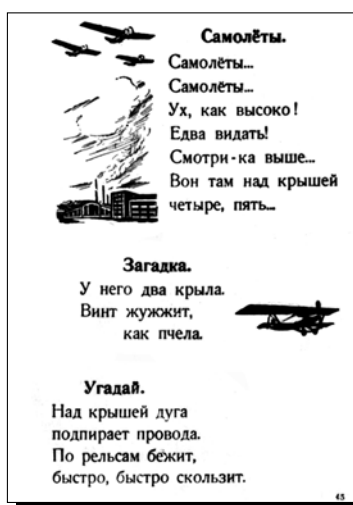 Самолёты.
Самолёты...
Самолёты...
Ух, как высоко!
Едва видать!
Смотри-ка выше...
Вон там над крышей
четыре, пять...
Загадка.
У него два крыла.
Винт жужжит,
как пчела.
Угадай.
Над крышей дуга
подпирает провода.
По рельсам бежит,
быстро, быстро скользит.
45